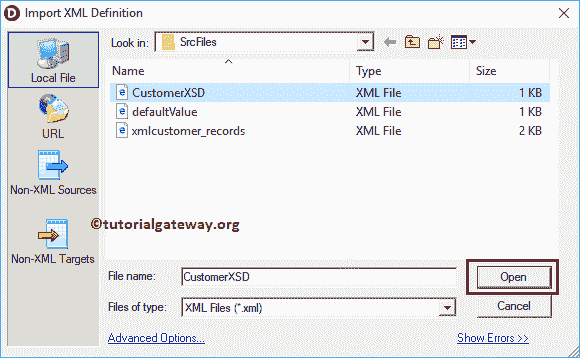 D Import XML Definition
Look in: SrcFiles
Local File
URL
Non-XML Sources
Non-XML Targets
Name Type Size
CustomerXSD XML File 1 KB
defaultValue XML File 1 KB
xmlcustomer_records XML File 2 KB
©tutorialgateway.org
File name: CustomerXSD Open
Files of type: XML Files (*.xml) Cancel
Advanced Options... Show Errors >>